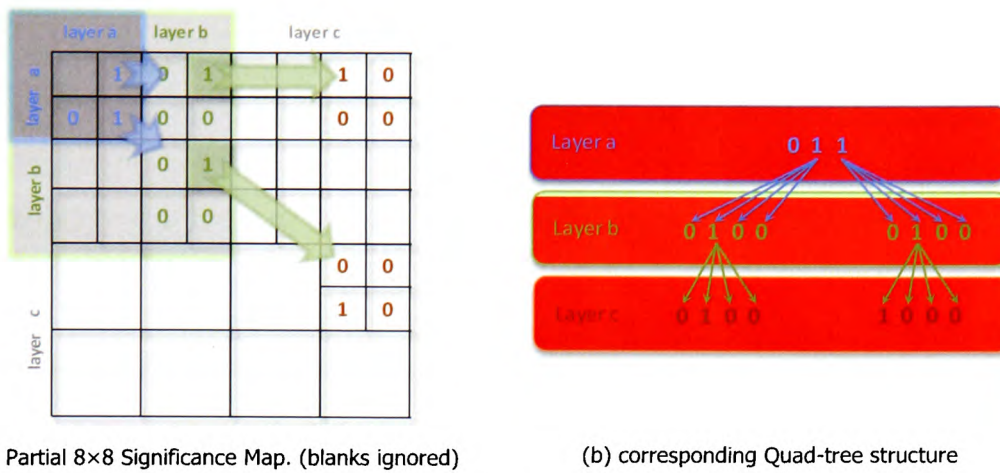 layer a layer b layer c
layer a
1 0 1 1 0
0 1 0 0 0 0
layer b
0 1
0 0
layer c
0 0
1 0
Partial 8×8 Significance Map. (blanks ignored)
Layer a 0 1 1
Layer b 0 1 0 0 0 1 0 0
Layer c 0 1 0 0 1 0 0 0
(b) corresponding Quad-tree structure